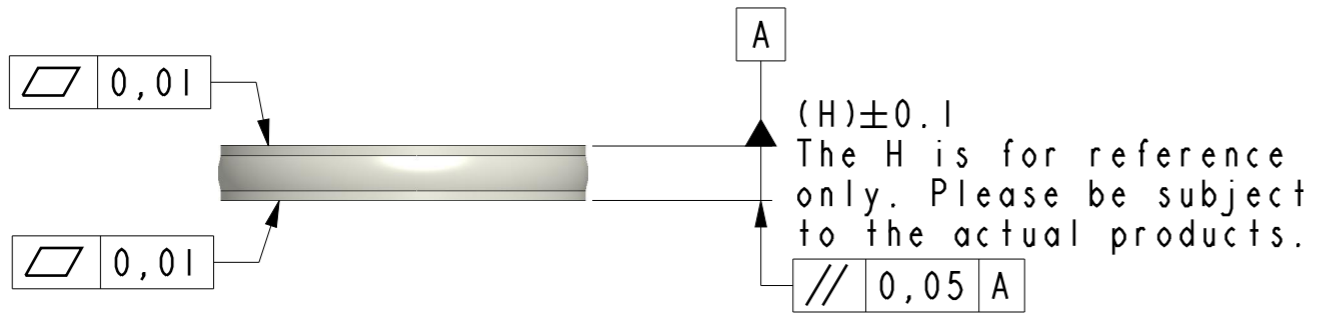 A
0,01
(H)±0.1
The H is for reference
only. Please be subject
to the actual products.
0,01
// 0,05 A